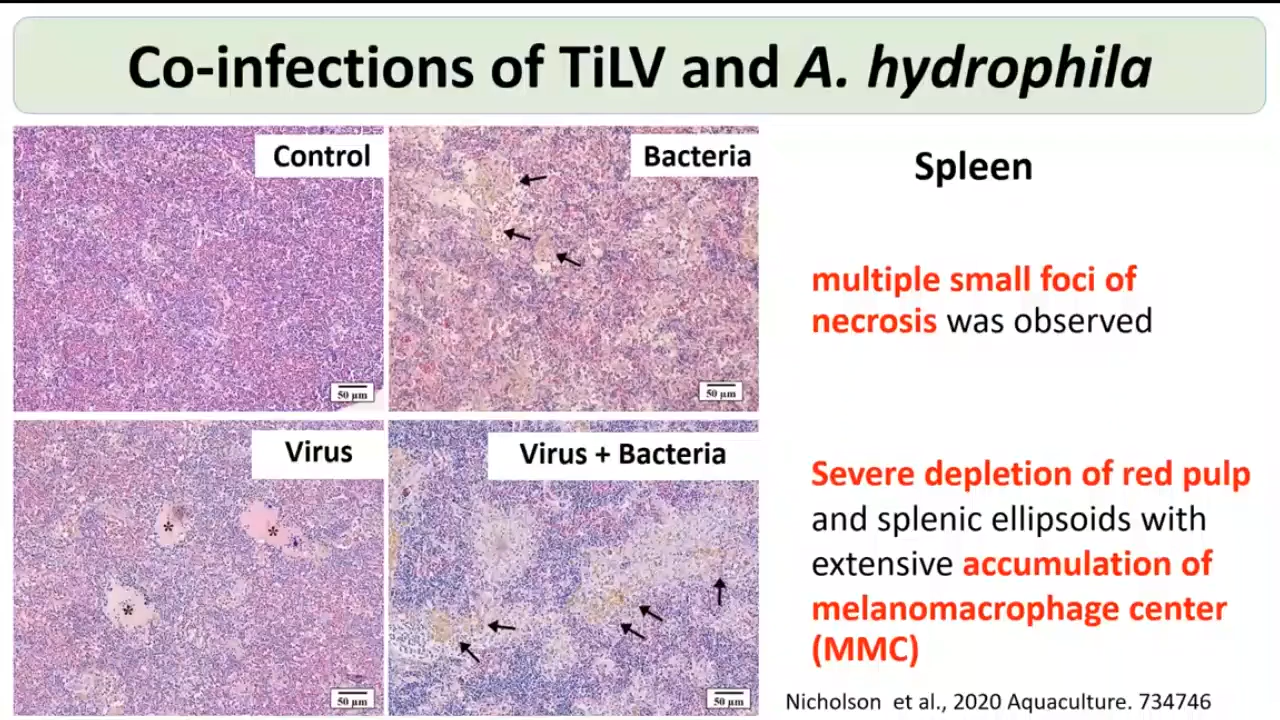 Co-infections of TiLV and A. hydrophila
Control
50 µm
Bacteria
50 µm
Virus
*
*
*
50 µm
Virus + Bacteria
50 µm
Spleen
multiple small foci of
necrosis was observed
Severe depletion of red pulp
and splenic ellipsoids with
extensive accumulation of
melanomacrophage center
(MMC)
Nicholson et al., 2020 Aquaculture. 734746